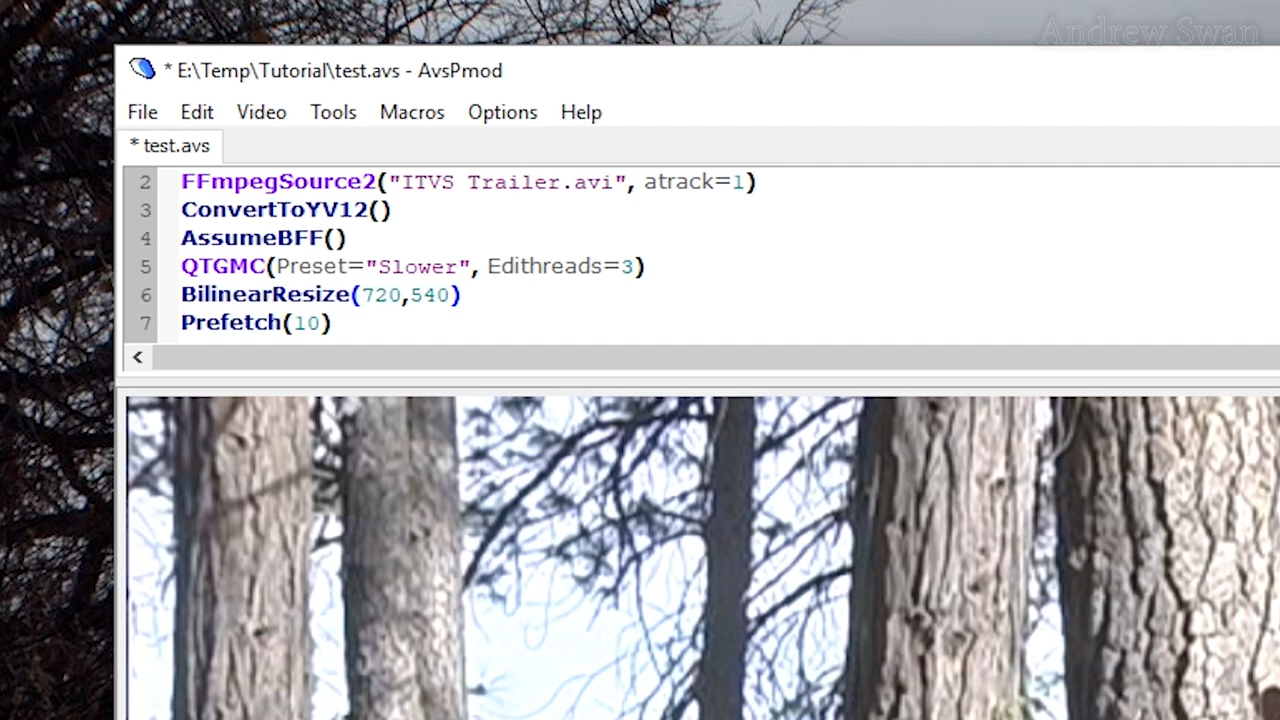 Andrew Swan
* E:\Temp\Tutorial\test.avs - AvsPmod
File Edit Video Tools Macros Options Help
* test.avs
2 FFmpegSource2("ITVS Trailer.avi", atrack=1)
3 ConvertToYV12()
4 AssumeBFF()
5 QTGMC(Preset="Slower", Edithreads=3)
6 BilinearResize(720,540)
7 Prefetch(10)